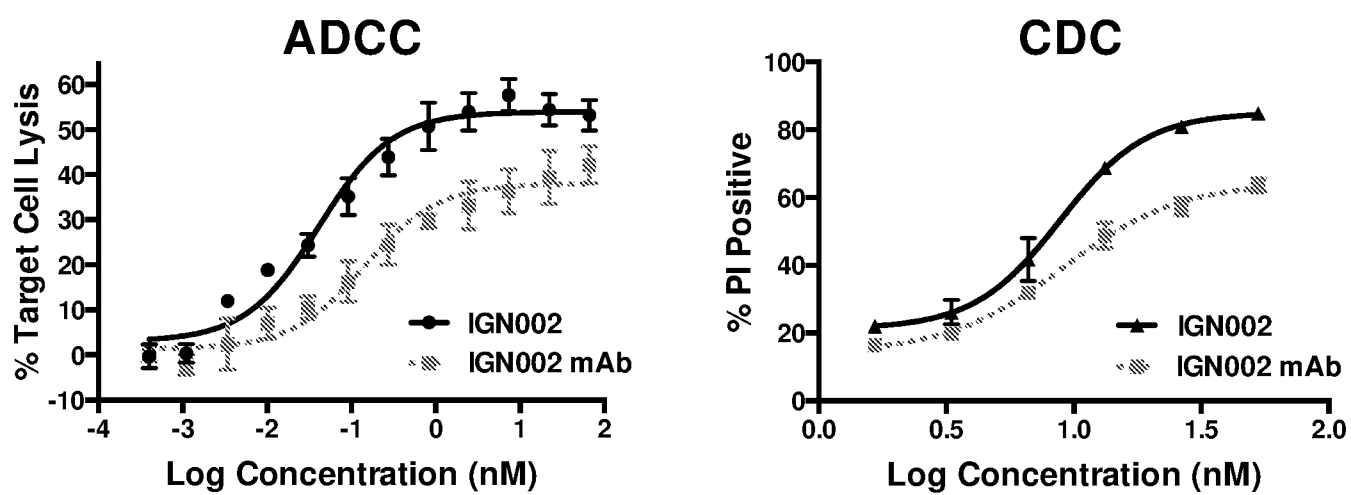 ADCC
% Target Cell Lysis
60
50
40
30
20
10
0
-10
-4
-3
-2
-1
0
1
2
Log Concentration (nM)
IGN002
IGN002 mAb
CDC
% PI Positive
100
80
60
40
20
0
0.0
0.5
1.0
1.5
2.0
Log Concentration (nM)
IGN002
IGN002 mAb